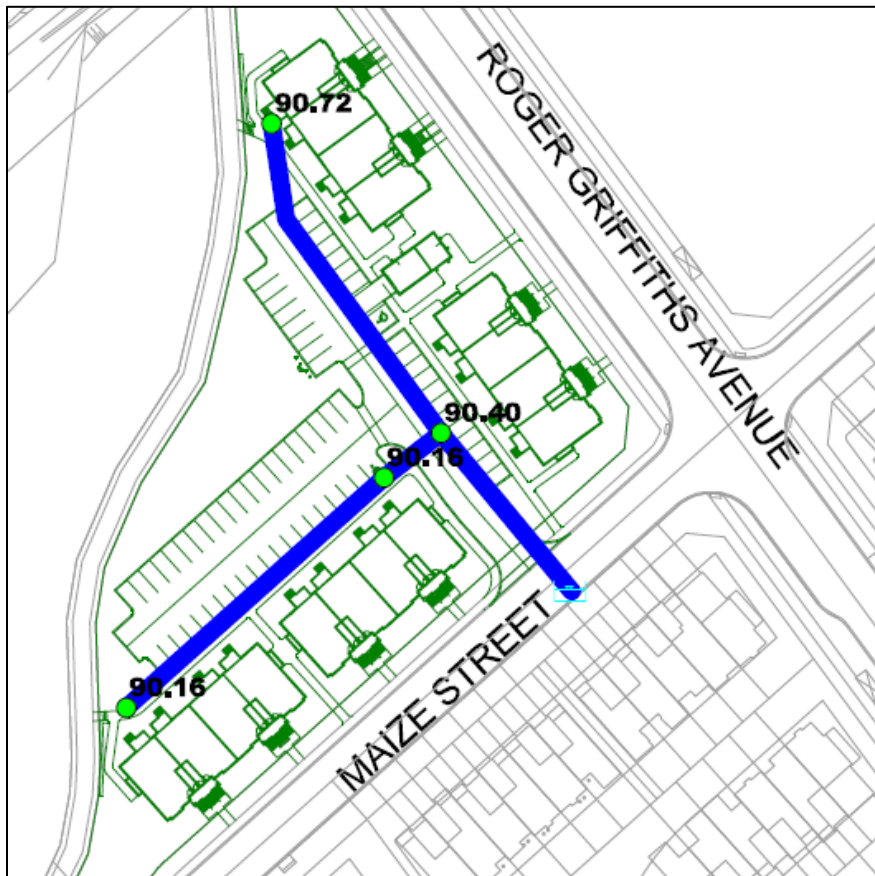 90.72
ROGER GRIFFITHS AVENUE
90.40
90.16
90.16
MAIZE STREET